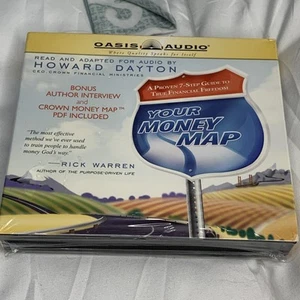 OASIS AUDIO
Whose Quality Speaks for Itself
READ AND ADAPTED FOR AUDIO BY
HOWARD DAYTON
CEO CROWN FINANCIAL MINISTRIES
BONUS
AUTHOR INTERVIEW
AND
CROWN MONEY MAP™
PDF INCLUDED
A PROVEN 7-STEP GUIDE TO
TRUE FINANCIAL FREEDOM
YOUR
MONEY
MAP
"The most effective
method we've ever used
to train people to handle
money God's way."
—RICK WARREN
AUTHOR OF THE PURPOSE-DRIVEN LIFE